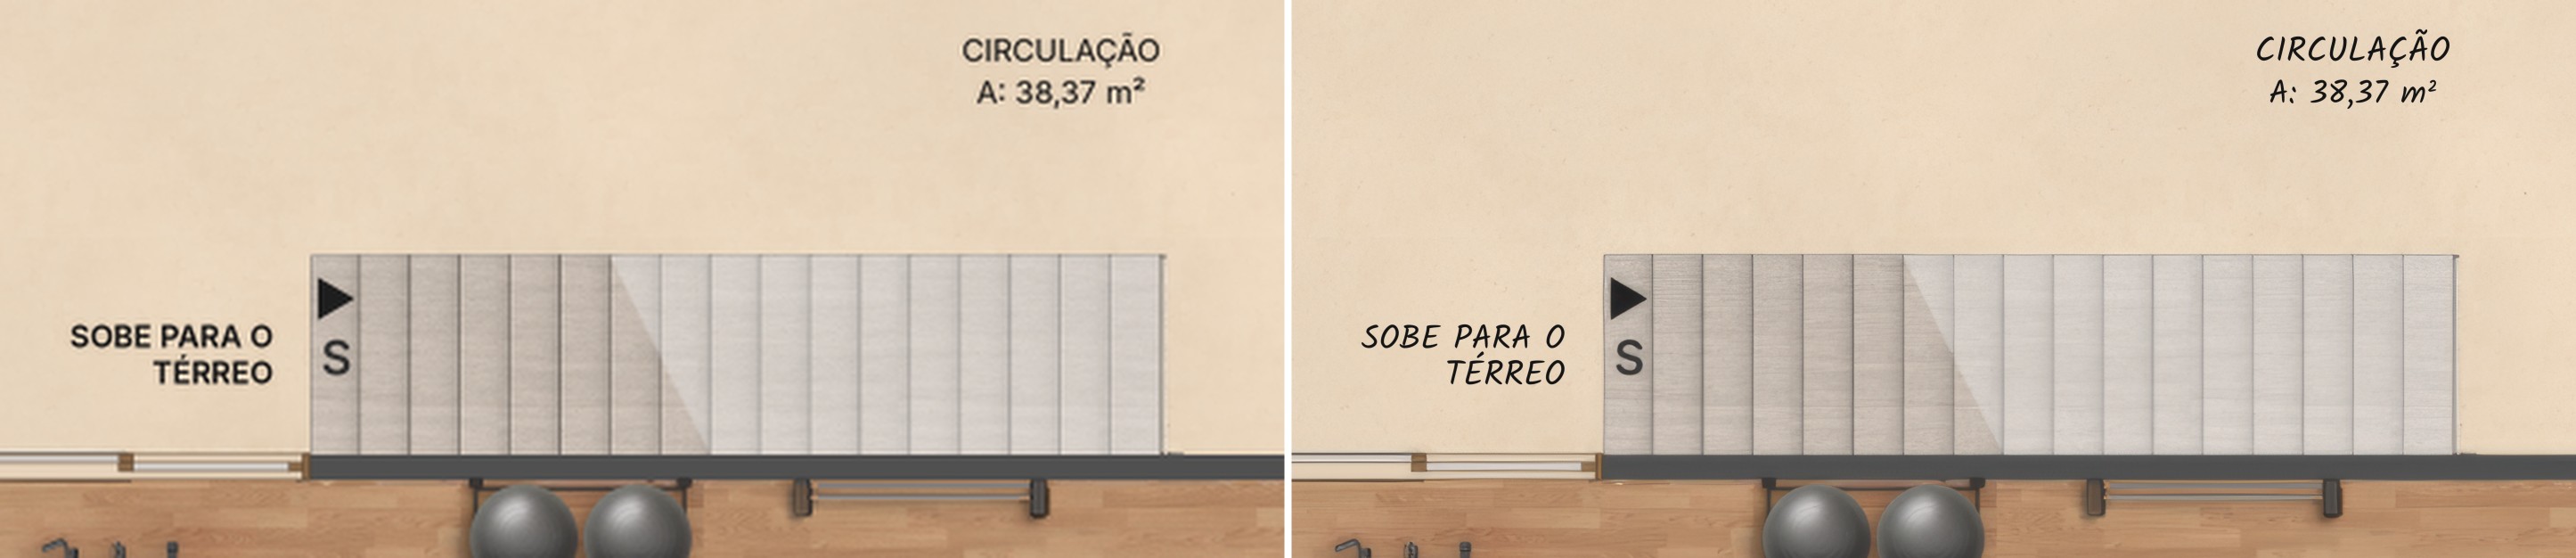 CIRCULAÇÃO
A: 38,37 m²
SOBE PARA O
TÉRREO
S
CIRCULAÇÃO
A: 38,37 m²
SOBE PARA O
TÉRREO
S